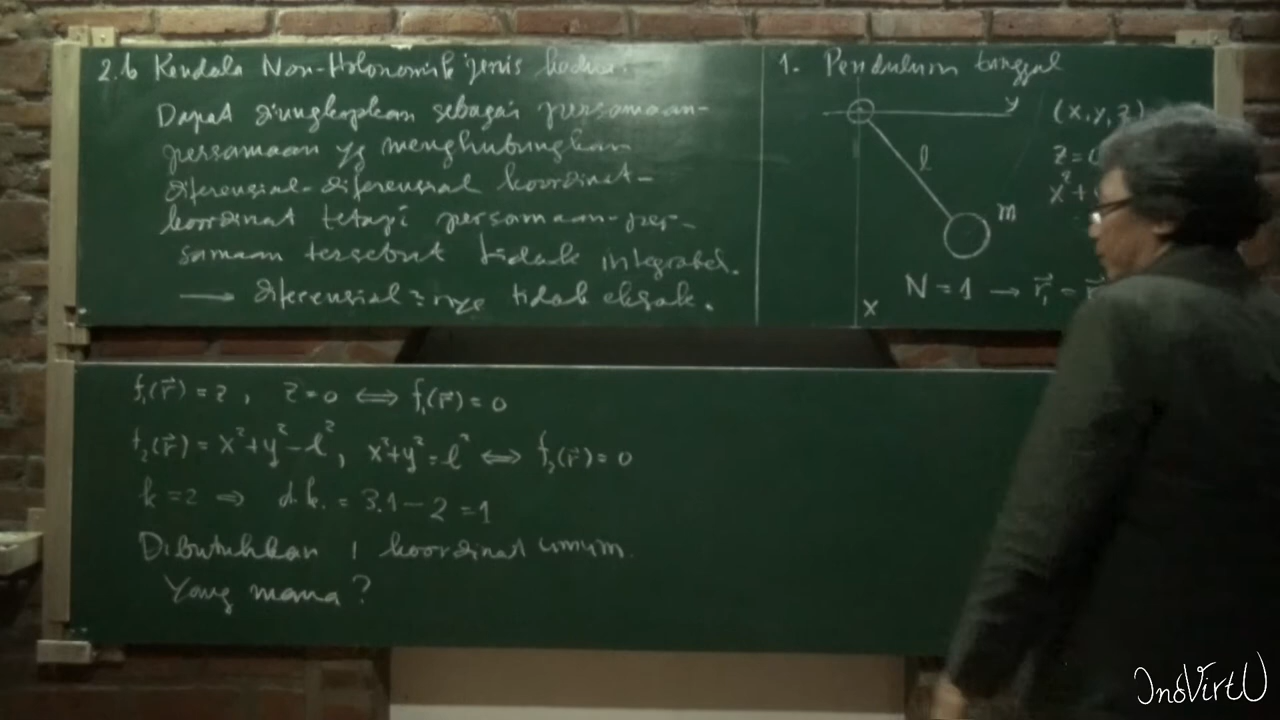 2.b Kendala Non-Holonomik jenis kedua.
Dapat diungkapkan sebagai persamaan-
persamaan yg menghubungkan
diferensial-diferensial koordinat-
koordinat tetapi persamaan-per-
samaan tersebut tidak integrabel.
→ diferensial²nya tidak eksak.
1. Pendulum tunggal
y
(x, y, z)
l
z = 0
x² +
m
N = 1 → r⃗₁ = r⃗
x
f₁(r⃗) = z, z = 0 ⟺ f₁(r⃗) = 0
f₂(r⃗) = x² + y² - l², x² + y² = l² ⟺ f₂(r⃗) = 0
k = 2 ⇒ d.k. = 3.1 - 2 = 1
Dibutuhkan 1 koordinat umum.
Yang mana?
InoVirtU